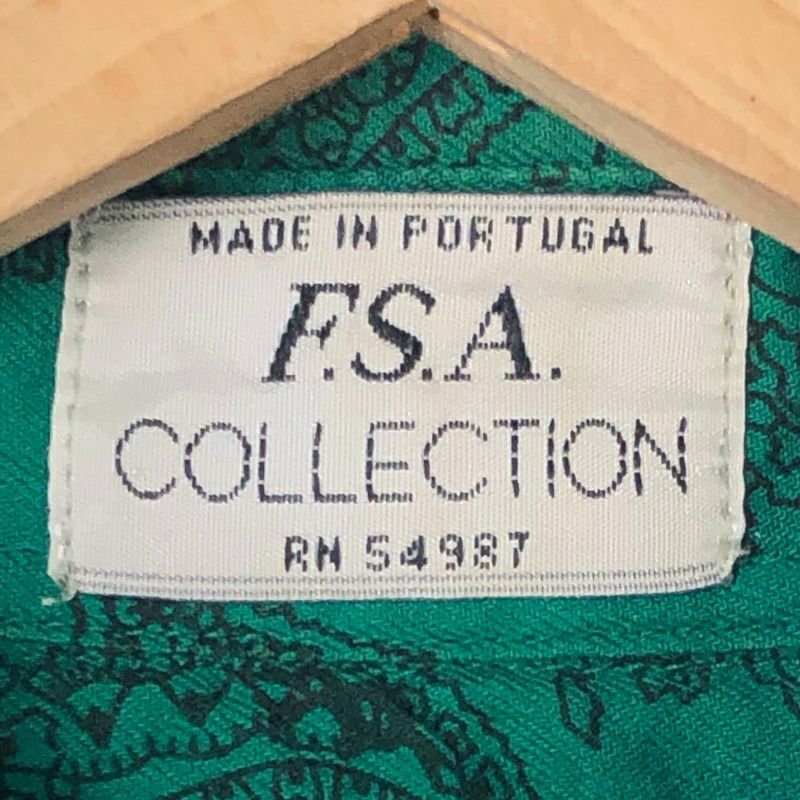 MADE IN PORTUGAL
F.S.A.
COLLECTION
RN 54987